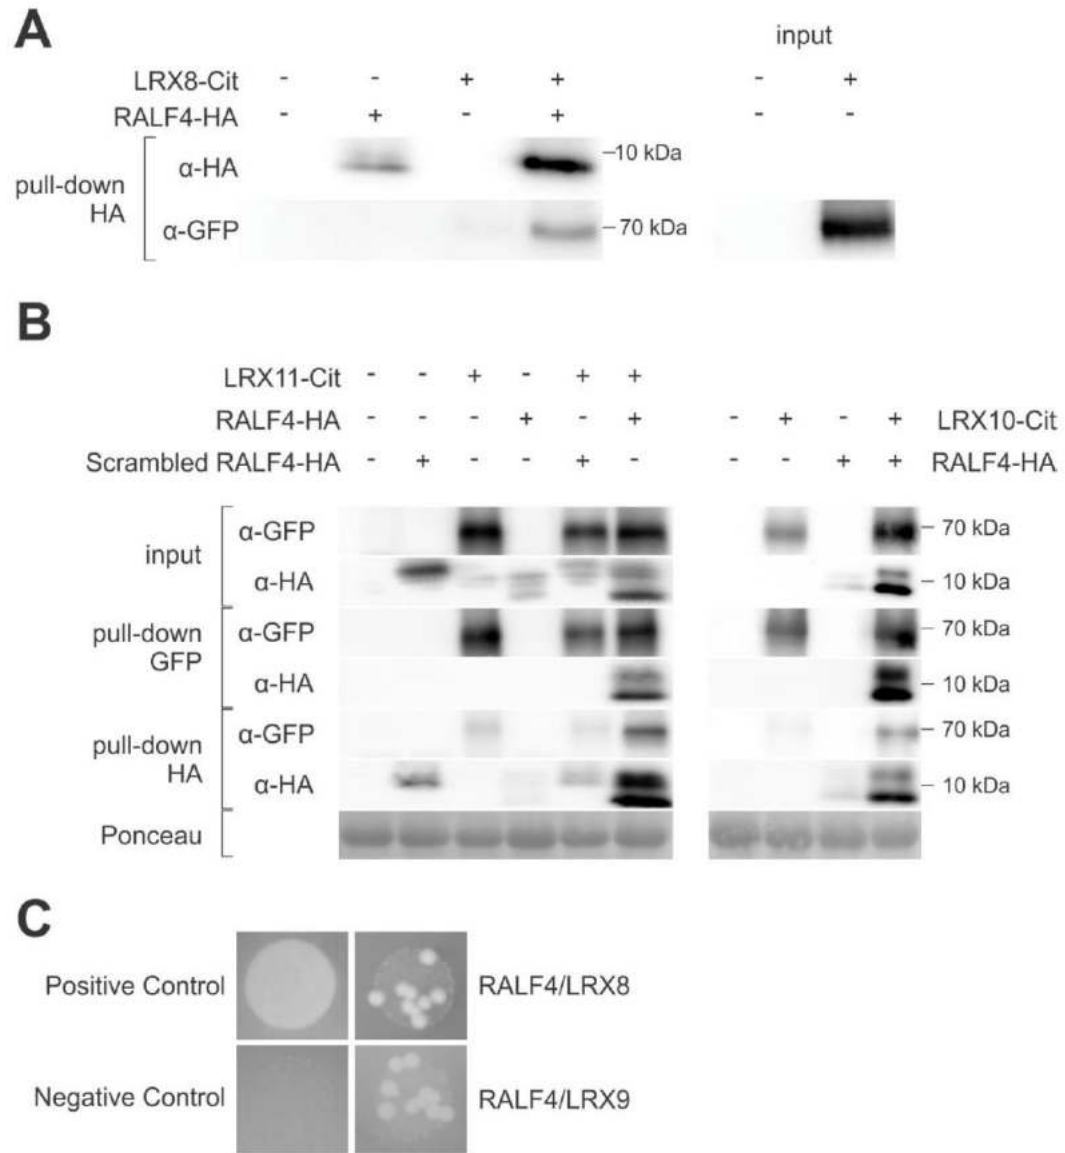 A
input
LRX8-Cit - - + + - +
RALF4-HA - + - + - -
pull-down HA
α-HA
10 kDa
α-GFP
70 kDa
B
LRX11-Cit - - + - + +
RALF4-HA - - - + - + - + - + LRX10-Cit
Scrambled RALF4-HA - + - - + - - - + + RALF4-HA
input
α-GFP
70 kDa
α-HA
10 kDa
pull-down GFP
α-GFP
70 kDa
α-HA
10 kDa
pull-down HA
α-GFP
70 kDa
α-HA
10 kDa
Ponceau
C
Positive Control
RALF4/LRX8
Negative Control
RALF4/LRX9